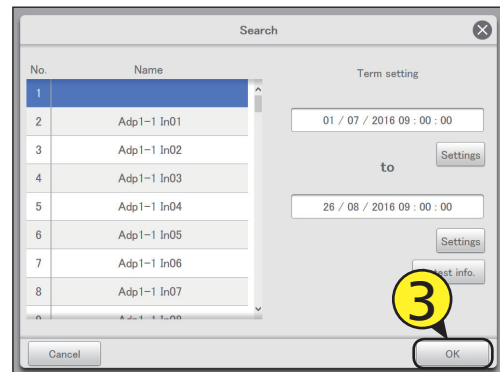 Search
No. Name
Term setting
1
2 Adp1-1 In01
01 / 07 / 2016 09 : 00 : 00
3 Adp1-1 In02
Settings
to
4 Adp1-1 In03
5 Adp1-1 In04
26 / 08 / 2016 09 : 00 : 00
6 Adp1-1 In05
Settings
7 Adp1-1 In06
info.
8 Adp1-1 In07
3
Cancel
OK